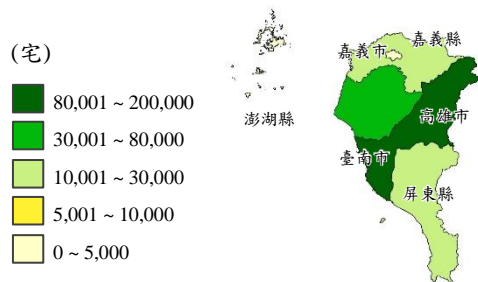 (宅)
80,001 ~ 200,000
30,001 ~ 80,000
10,001 ~ 30,000
5,001 ~ 10,000
0 ~ 5,000
嘉義市
嘉義縣
澎湖縣
高雄市
臺南市
屏東縣